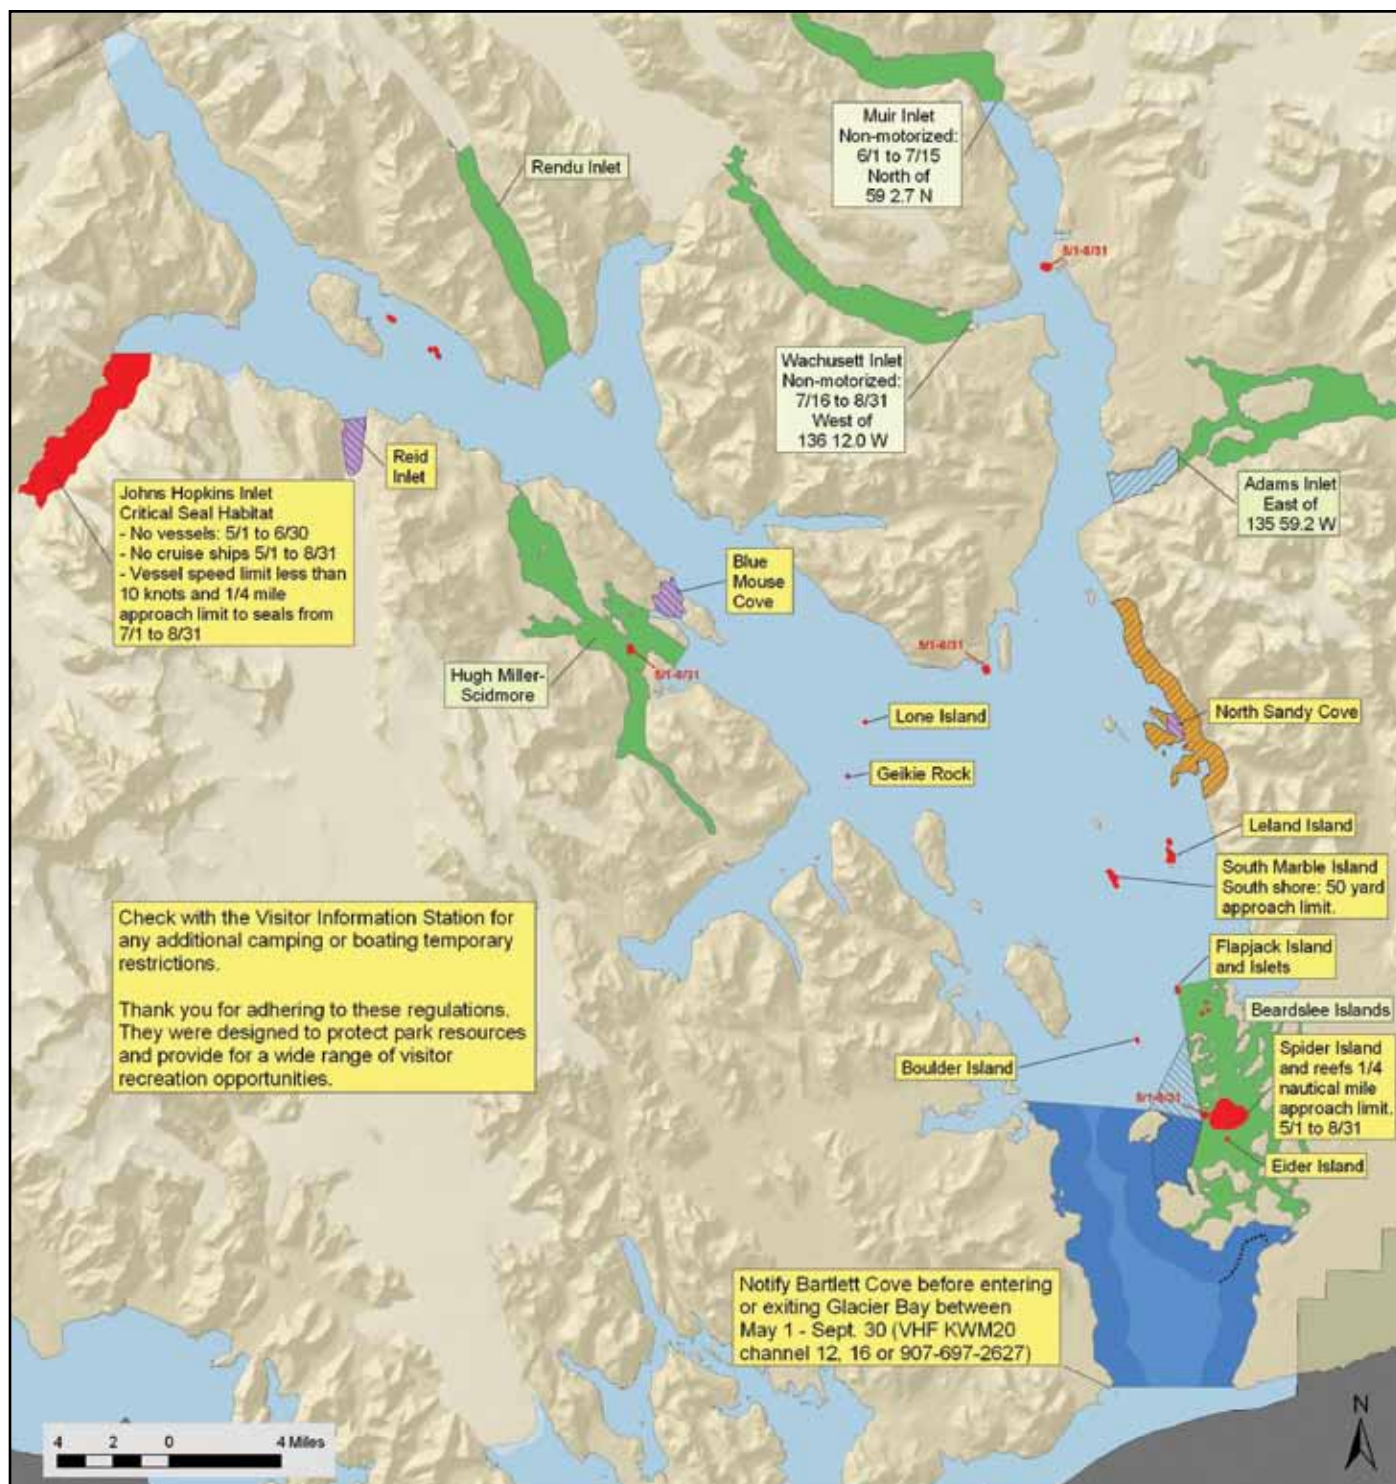 Muir Inlet
Non-motorized:
6/1 to 7/15
North of
59 2.7 N
Rendu Inlet
5/1-8/31
Wachusett Inlet
Non-motorized:
7/16 to 8/31
West of
136 12.0 W
Reid
Inlet
Adams Inlet
East of
135 59.2 W
Johns Hopkins Inlet
Critical Seal Habitat
- No vessels: 5/1 to 6/30
- No cruise ships 5/1 to 8/31
- Vessel speed limit less than
10 knots and 1/4 mile
approach limit to seals from
7/1 to 8/31
Blue
Mouse
Cove
5/1-8/31
Hugh Miller-
Scidmore
5/1-8/31
Lone Island
North Sandy Cove
Geikie Rock
Leland Island
South Marble Island
South shore: 50 yard
approach limit.
Check with the Visitor Information Station for
any additional camping or boating temporary
restrictions.
Thank you for adhering to these regulations.
They were designed to protect park resources
and provide for a wide range of visitor
recreation opportunities.
Flapjack Island
and Islets
Beardslee Islands
Boulder Island
Spider Island
and reefs 1/4
nautical mile
approach limit.
5/1 to 8/31
5/1-8/31
Eider Island
Notify Bartlett Cove before entering
or exiting Glacier Bay between
May 1 - Sept. 30 (VHF KWM20
channel 12, 16 or 907-697-2627)
N
4 2 0 4 Miles